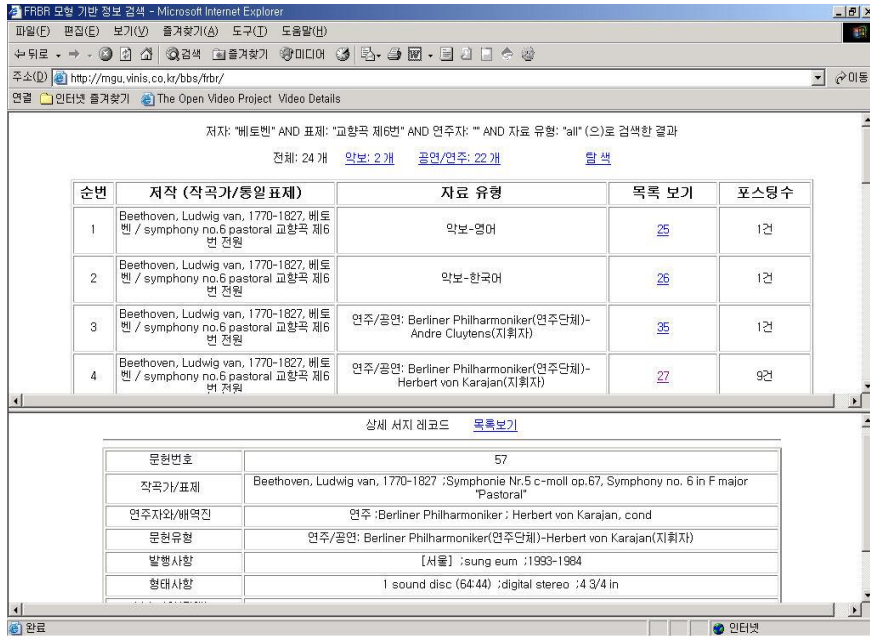 FRBR 모형 기반 정보 검색 - Microsoft Internet Explorer
파일(F) 편집(E) 보기(V) 즐겨찾기(A) 도구(T) 도움말(H)
뒤로 검색 즐겨찾기 미디어
주소(D) http://mgu.vinis.co.kr/bbs/frbr/ 이동
연결 인터넷 즐겨찾기 The Open Video Project Video Details
저자: "베토벤" AND 표제: "교향곡 제6번" AND 연주자: "" AND 자료 유형: "all" (으)로 검색한 결과
전체: 24 개 악보: 2 개 공연/연주: 22 개 탐 색
순번 저작 (작곡가/통일표제) 자료 유형 목록 보기 포스팅수
1 Beethoven, Ludwig van, 1770-1827, 베토
벤 / symphony no.6 pastoral 교향곡 제6
번 전원 악보-영어 25 1건
2 Beethoven, Ludwig van, 1770-1827, 베토
벤 / symphony no.6 pastoral 교향곡 제6
번 전원 악보-한국어 26 1건
3 Beethoven, Ludwig van, 1770-1827, 베토
벤 / symphony no.6 pastoral 교향곡 제6
번 전원 연주/공연: Berliner Philharmoniker(연주단체)-
Andre Cluytens(지휘자) 35 1건
4 Beethoven, Ludwig van, 1770-1827, 베토
벤 / symphony no.6 pastoral 교향곡 제6
번 전원 연주/공연: Berliner Philharmoniker(연주단체)-
Herbert von Karajan(지휘자) 27 9건
상세 서지 레코드 목록보기
문헌번호 57
작곡가/표제 Beethoven, Ludwig van, 1770-1827 ;Symphonie Nr.5 c-moll op.67, Symphony no. 6 in F major
"Pastoral"
연주자와/배역진 연주 :Berliner Philharmoniker ; Herbert von Karajan, cond
문헌유형 연주/공연: Berliner Philharmoniker(연주단체)-Herbert von Karajan(지휘자)
발행사항 [서울] ;sung eum ;1993-1984
형태사항 1 sound disc (64:44) ;digital stereo ;4 3/4 in
완료 인터넷